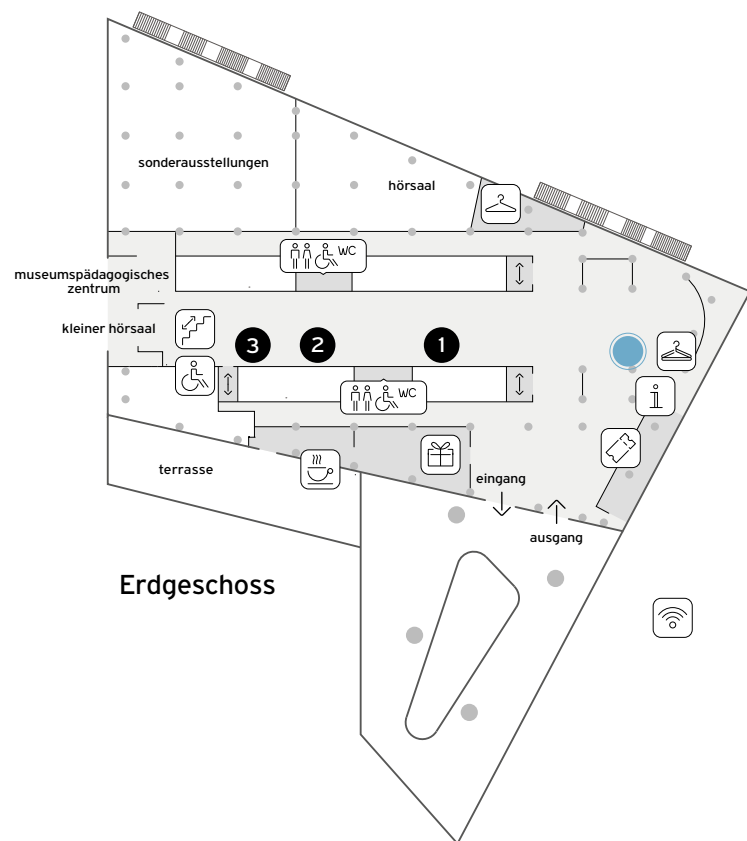 sonderausstellungen
hörsaal
WC
museumspädagogisches
zentrum
kleiner hörsaal
3
2
1
WC
terrasse
eingang
ausgang
Erdgeschoss